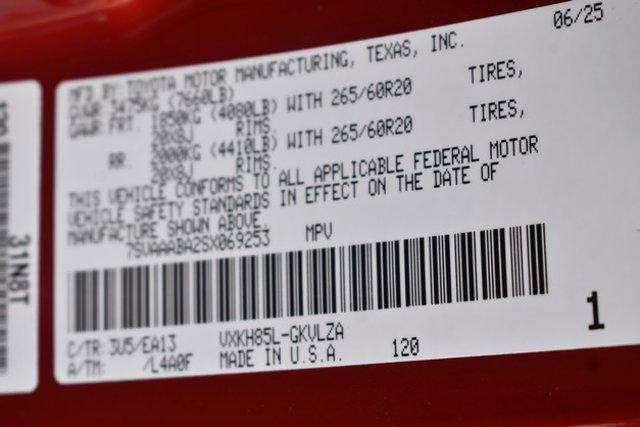 MFD BY: TOYOTA MOTOR MANUFACTURING, TEXAS, INC. 06/25
GVWR 3475KG (7660LB)
GAWR: FRT. 1850KG (4080LB) WITH 265/60R20 TIRES,
20X8J RIMS.
RR. 2000KG (4410LB) WITH 265/60R20 TIRES,
20X8J RIMS.
THIS VEHICLE CONFORMS TO ALL APPLICABLE FEDERAL MOTOR
VEHICLE SAFETY STANDARDS IN EFFECT ON THE DATE OF
MANUFACTURE SHOWN ABOVE.
7SVAAABA2SX069253 MPV
C/TR: 3U5/EA13 VXKH85L-GKVLZA
A/TM: /L4A0F MADE IN U.S.A. 120
1
31N8T